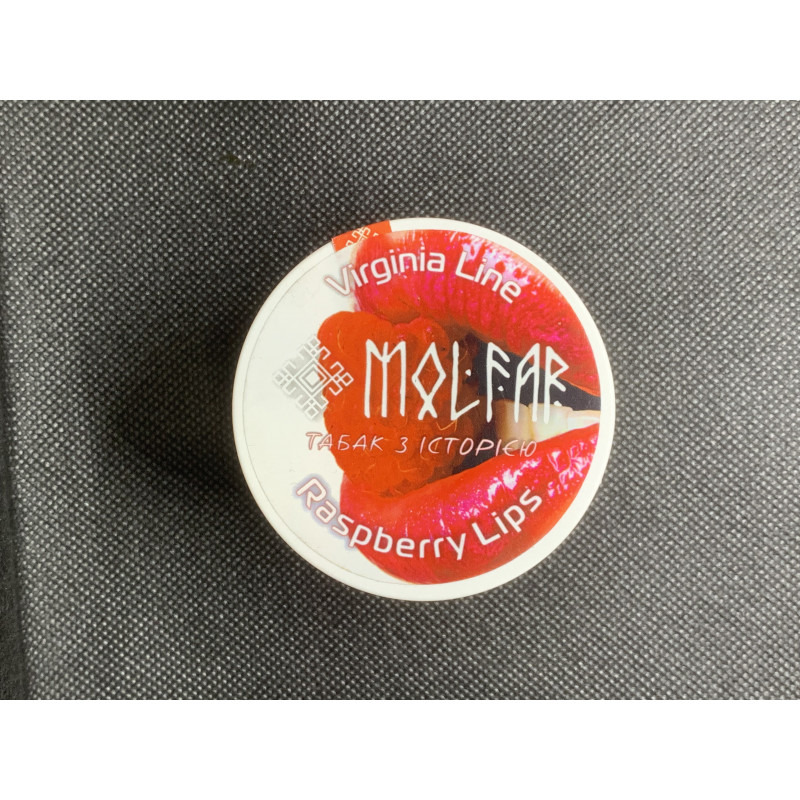 Virginia Line
MOLFAR
ТАБАК З ІСТОРІЄЮ
Raspberry Lips